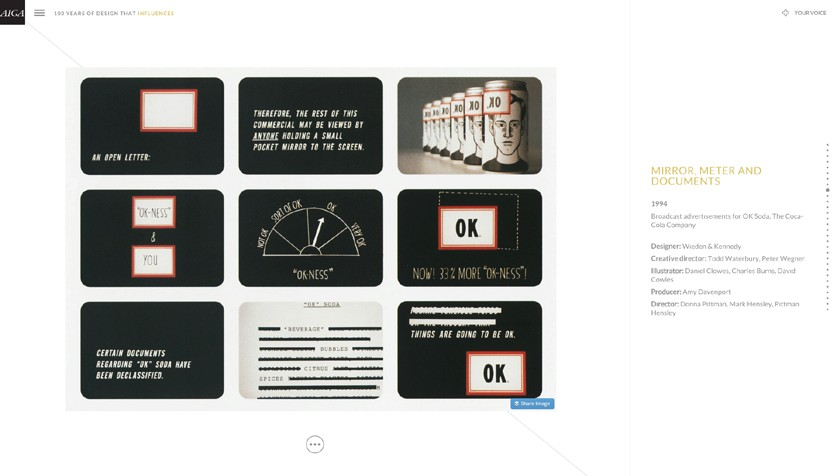 AIGA
100 YEARS OF DESIGN THAT INFLUENCES
YOUR VOICE
AN OPEN LETTER:
THEREFORE, THE REST OF THIS
COMMERCIAL MAY BE VIEWED BY
ANYONE HOLDING A SMALL
POCKET MIRROR TO THE SCREEN.
OK
"OK-NESS"
&
YOU
NOT OK
SORT OF OK
OK
VERY OK
"OK-NESS"
OK
NOW! 33% MORE "OK-NESS"!
CERTAIN DOCUMENTS
REGARDING "OK" SODA HAVE
BEEN DECLASSIFIED.
"OK" SODA
"BEVERAGE"
BUBBLES
CITRUS
SPICES
THINGS ARE GOING TO BE OK.
OK
Share Image
MIRROR, METER AND
DOCUMENTS
1994
Broadcast advertisements for OK Soda, The Coca-
Cola Company
Designer: Wieden & Kennedy
Creative director: Todd Waterbury, Peter Wegner
Illustrator: Daniel Clowes, Charles Burns, David
Cowles
Producer: Amy Davenport
Director: Donna Pittman, Mark Hensley, Pittman
Hensley